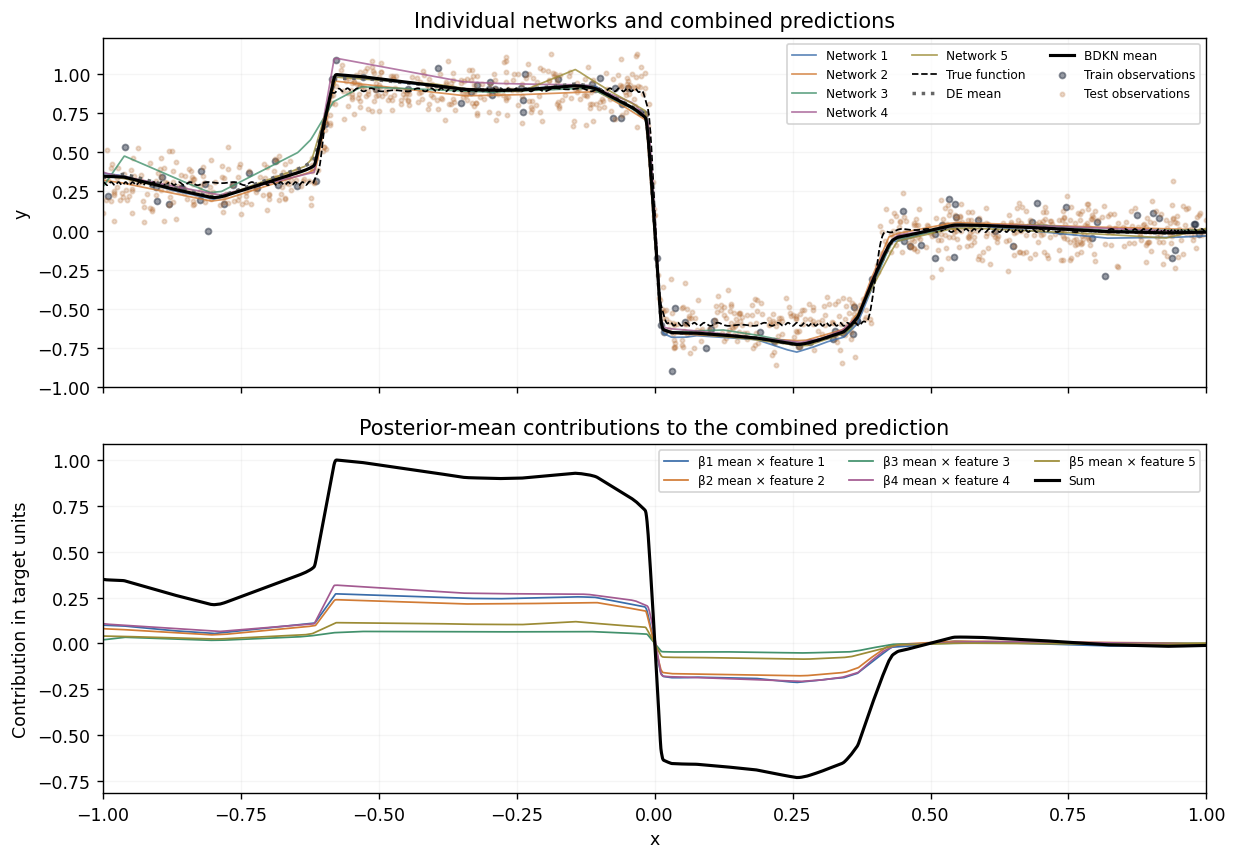 Individual networks and combined predictions
Network 1
Network 2
Network 3
Network 4
Network 5
True function
DE mean
BDKN mean
Train observations
Test observations
1.00
0.75
0.50
0.25
0.00
−0.25
−0.50
−0.75
−1.00
y
Posterior-mean contributions to the combined prediction
β1 mean × feature 1
β2 mean × feature 2
β3 mean × feature 3
β4 mean × feature 4
β5 mean × feature 5
Sum
1.00
0.75
0.50
0.25
0.00
−0.25
−0.50
−0.75
Contribution in target units
−1.00 −0.75 −0.50 −0.25 0.00 0.25 0.50 0.75 1.00
x